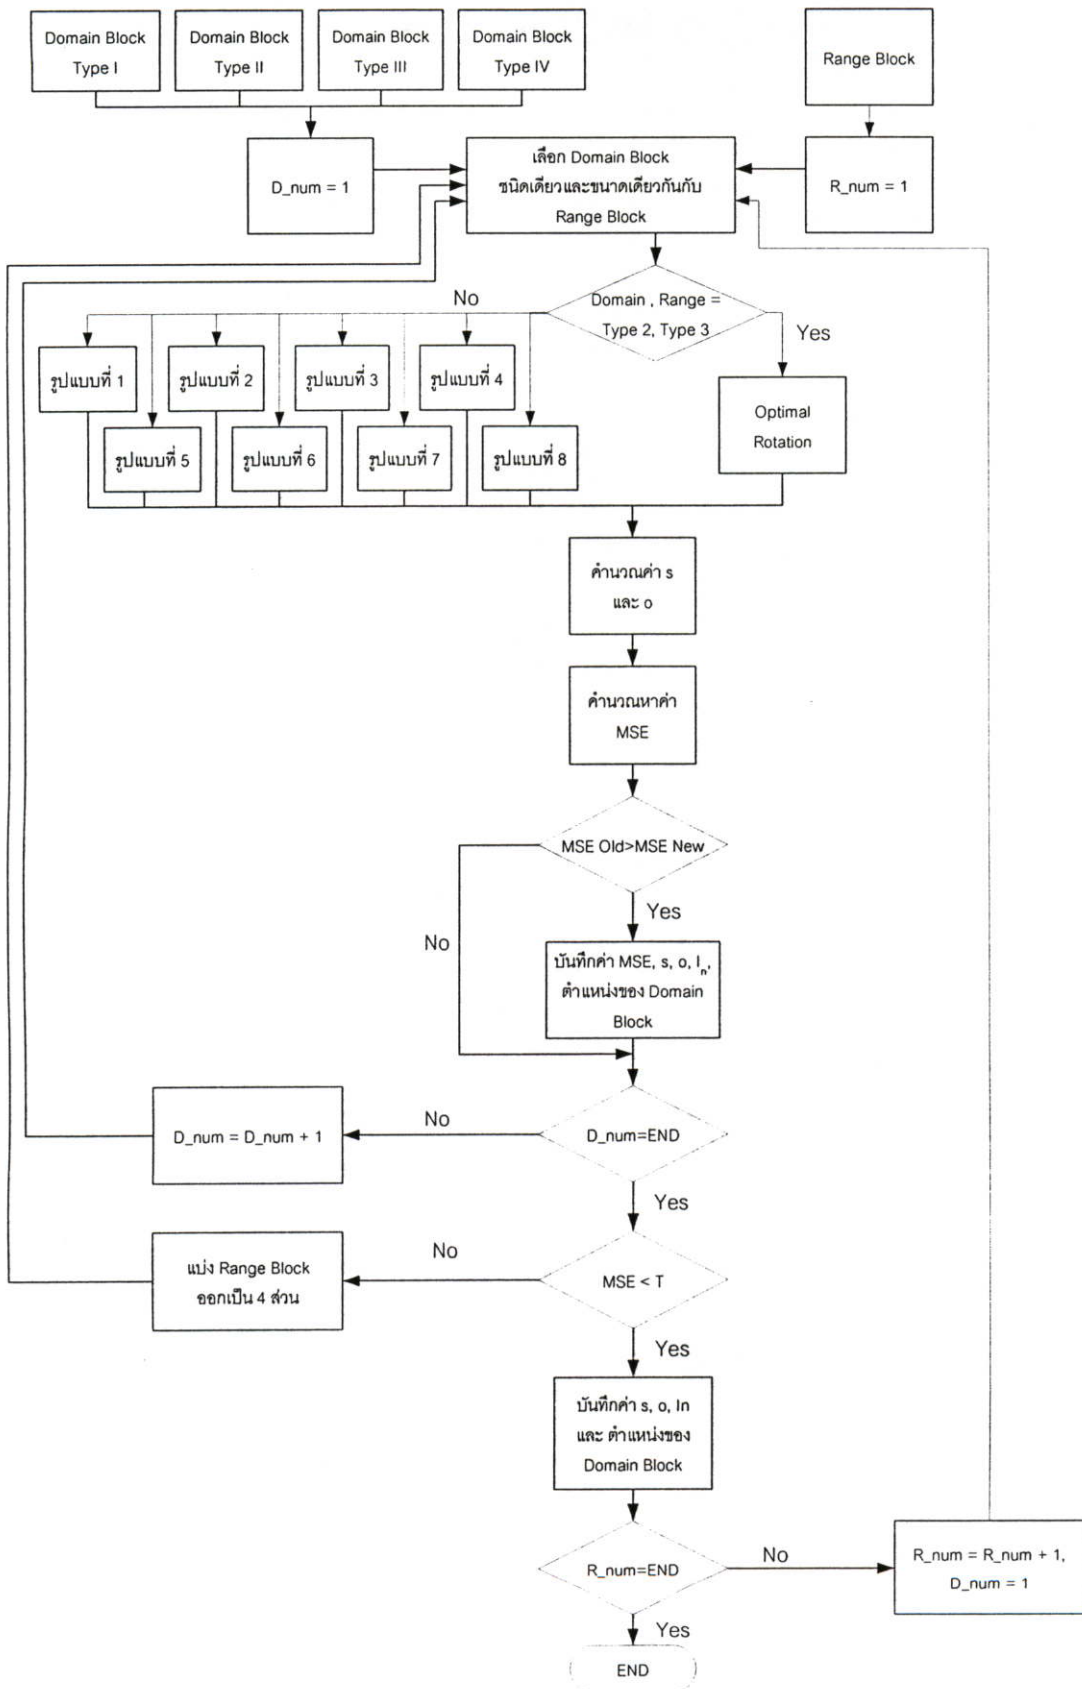 Domain Block
Type I
Domain Block
Type II
Domain Block
Type III
Domain Block
Type IV
Range Block
D_num = 1
เลือก Domain Block
ชนิดเดียวและขนาดเดียวกันกับ
Range Block
R_num = 1
Domain , Range =
Type 2, Type 3
No
Yes
รูปแบบที่ 1
รูปแบบที่ 2
รูปแบบที่ 3
รูปแบบที่ 4
Optimal
Rotation
รูปแบบที่ 5
รูปแบบที่ 6
รูปแบบที่ 7
รูปแบบที่ 8
คำนวณค่า s
และ o
คำนวณหาค่า
MSE
MSE Old>MSE New
Yes
No
บันทึกค่า MSE, s, o, I_n,
ตำแหน่งของ Domain
Block
D_num = D_num + 1
No
D_num=END
Yes
แบ่ง Range Block
ออกเป็น 4 ส่วน
No
MSE < T
Yes
บันทึกค่า s, o, In
และ ตำแหน่งของ
Domain Block
R_num=END
No
R_num = R_num + 1,
D_num = 1
Yes
END